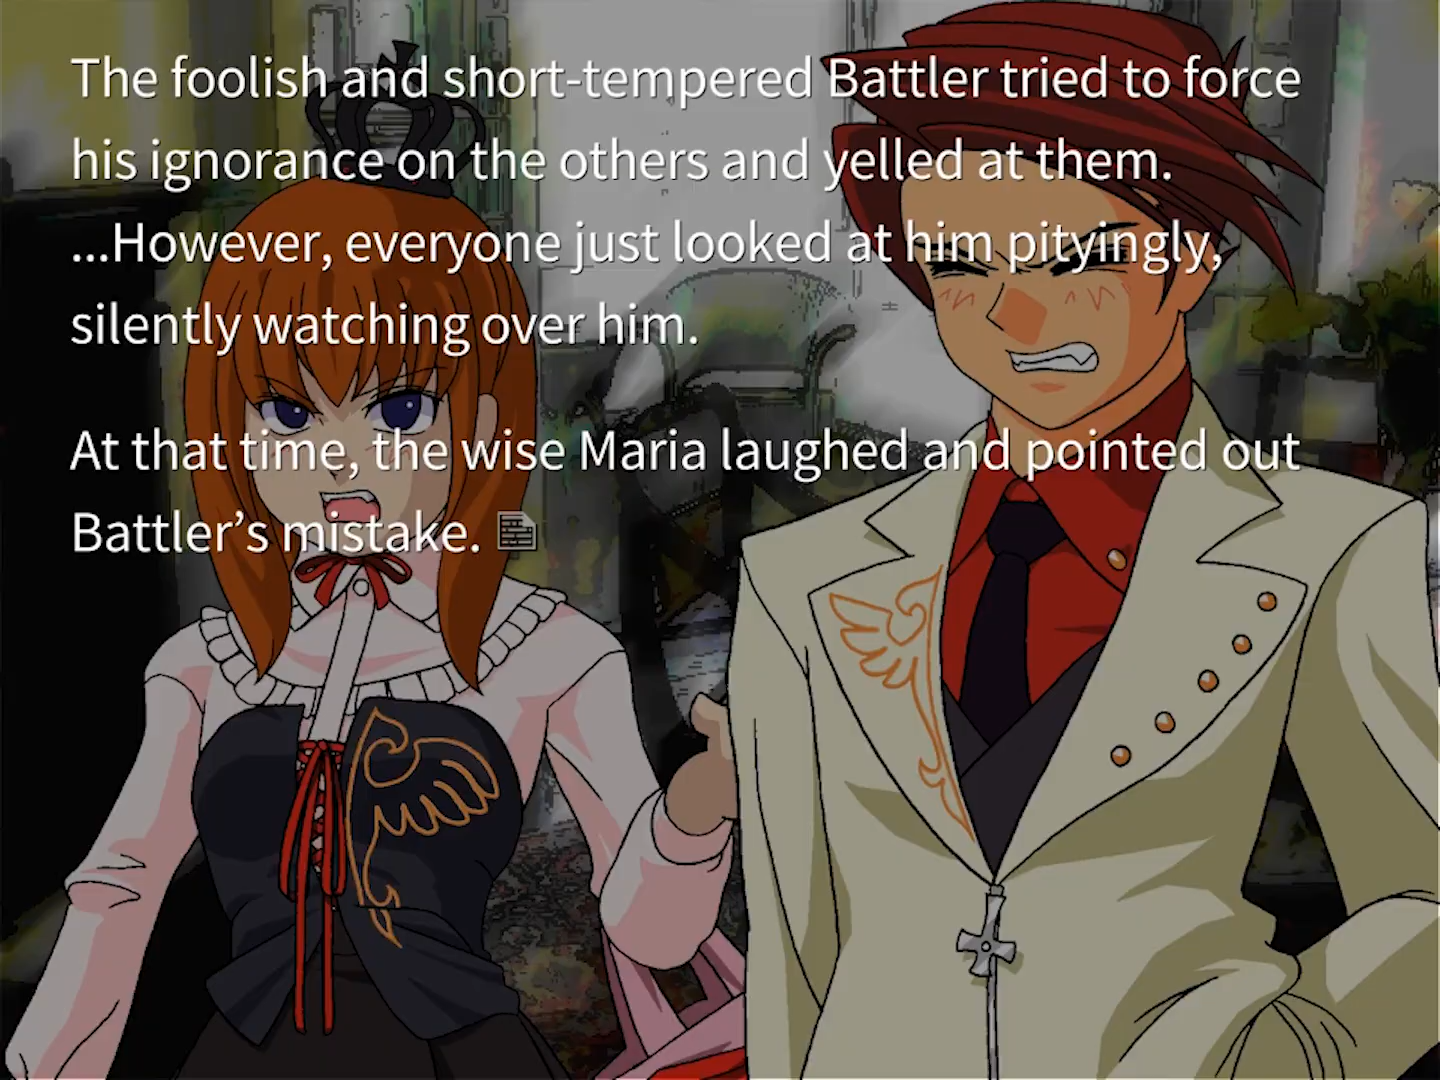 The foolish and short-tempered Battler tried to force
his ignorance on the others and yelled at them.
...However, everyone just looked at him pityingly,
silently watching over him.
At that time, the wise Maria laughed and pointed out
Battler’s mistake.